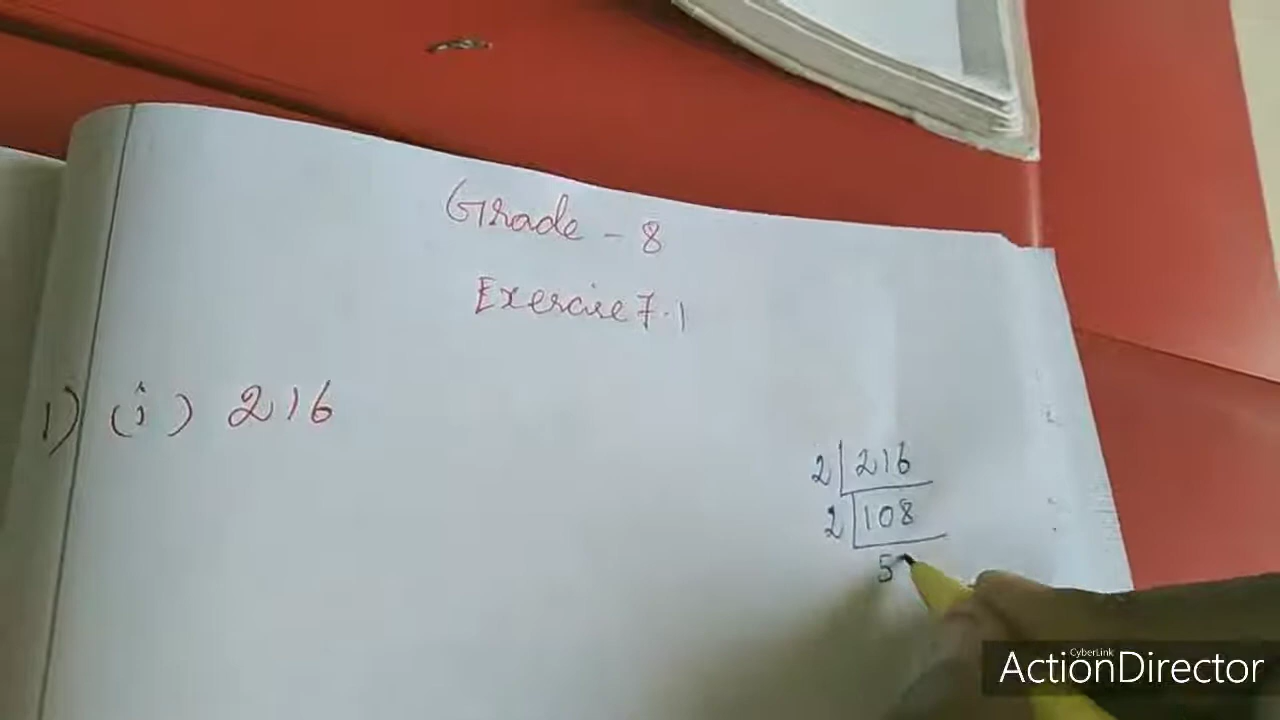 Grade - 8
Exercise 7.1
1) (i) 216
2 | 216
2 | 108
5
CyberLink
ActionDirector